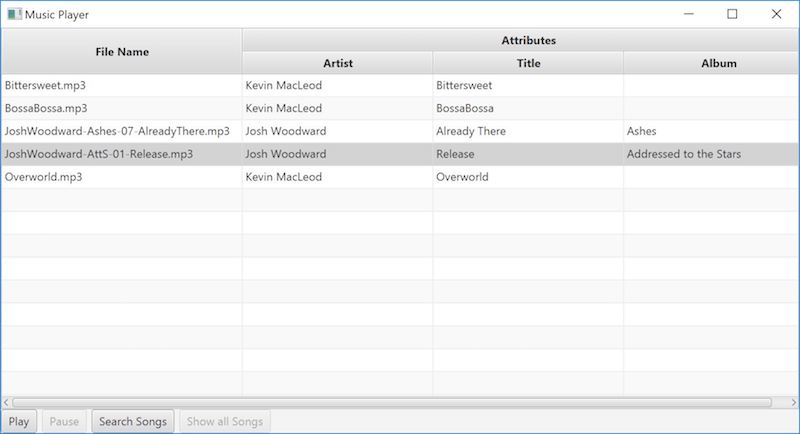 Music Player
File Name Attributes
Artist Title Album
Bittersweet.mp3 Kevin MacLeod Bittersweet
BossaBossa.mp3 Kevin MacLeod BossaBossa
JoshWoodward-Ashes-07-AlreadyThere.mp3 Josh Woodward Already There Ashes
JoshWoodward-AttS-01-Release.mp3 Josh Woodward Release Addressed to the Stars
Overworld.mp3 Kevin MacLeod Overworld
Play Pause Search Songs Show all Songs